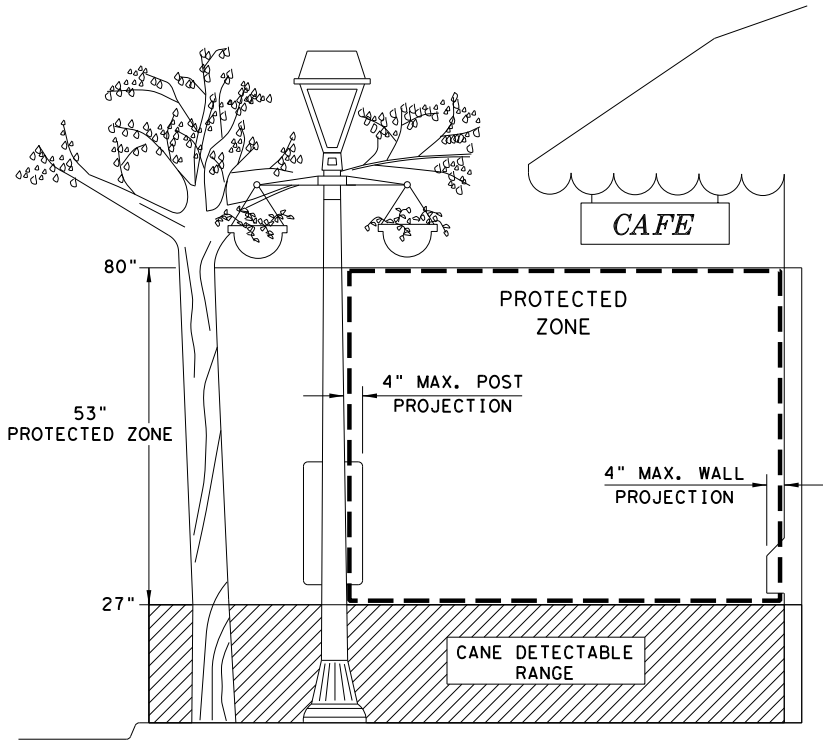 CAFE
80"
PROTECTED
ZONE
4" MAX. POST
PROJECTION
53"
PROTECTED ZONE
4" MAX. WALL
PROJECTION
27"
CANE DETECTABLE
RANGE